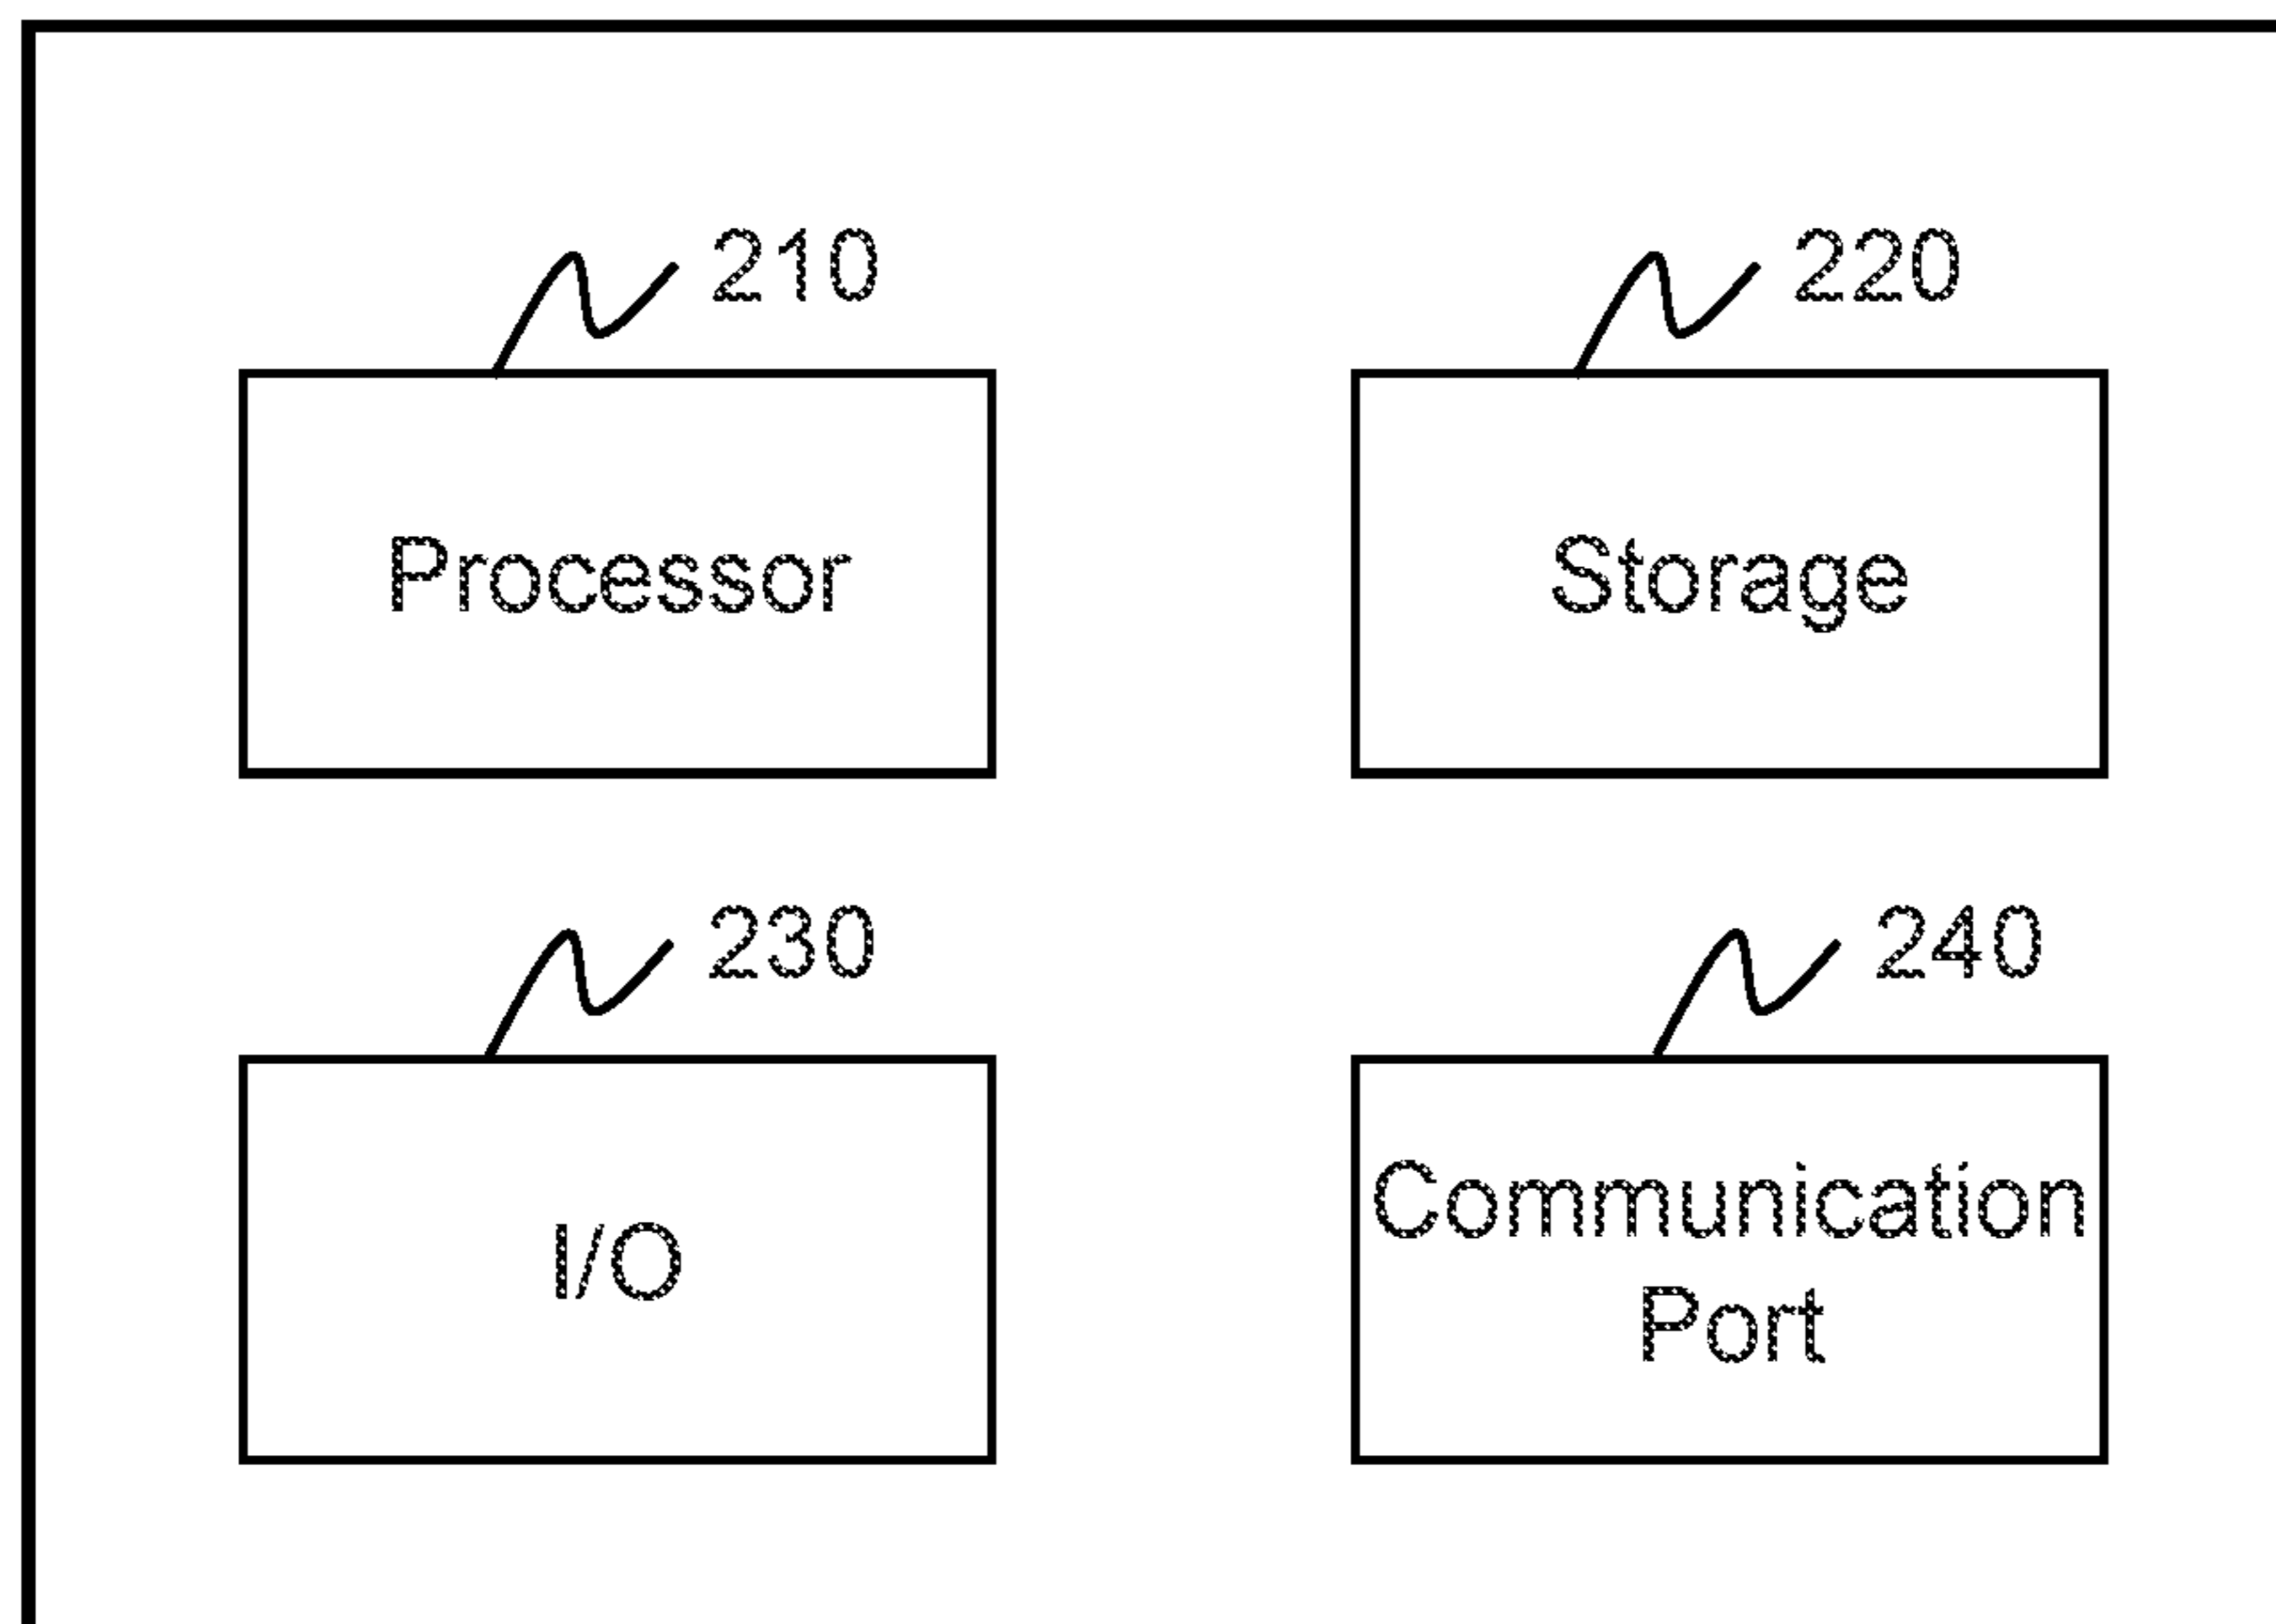 210
220
Processor
Storage
230
240
I/O
Communication
Port